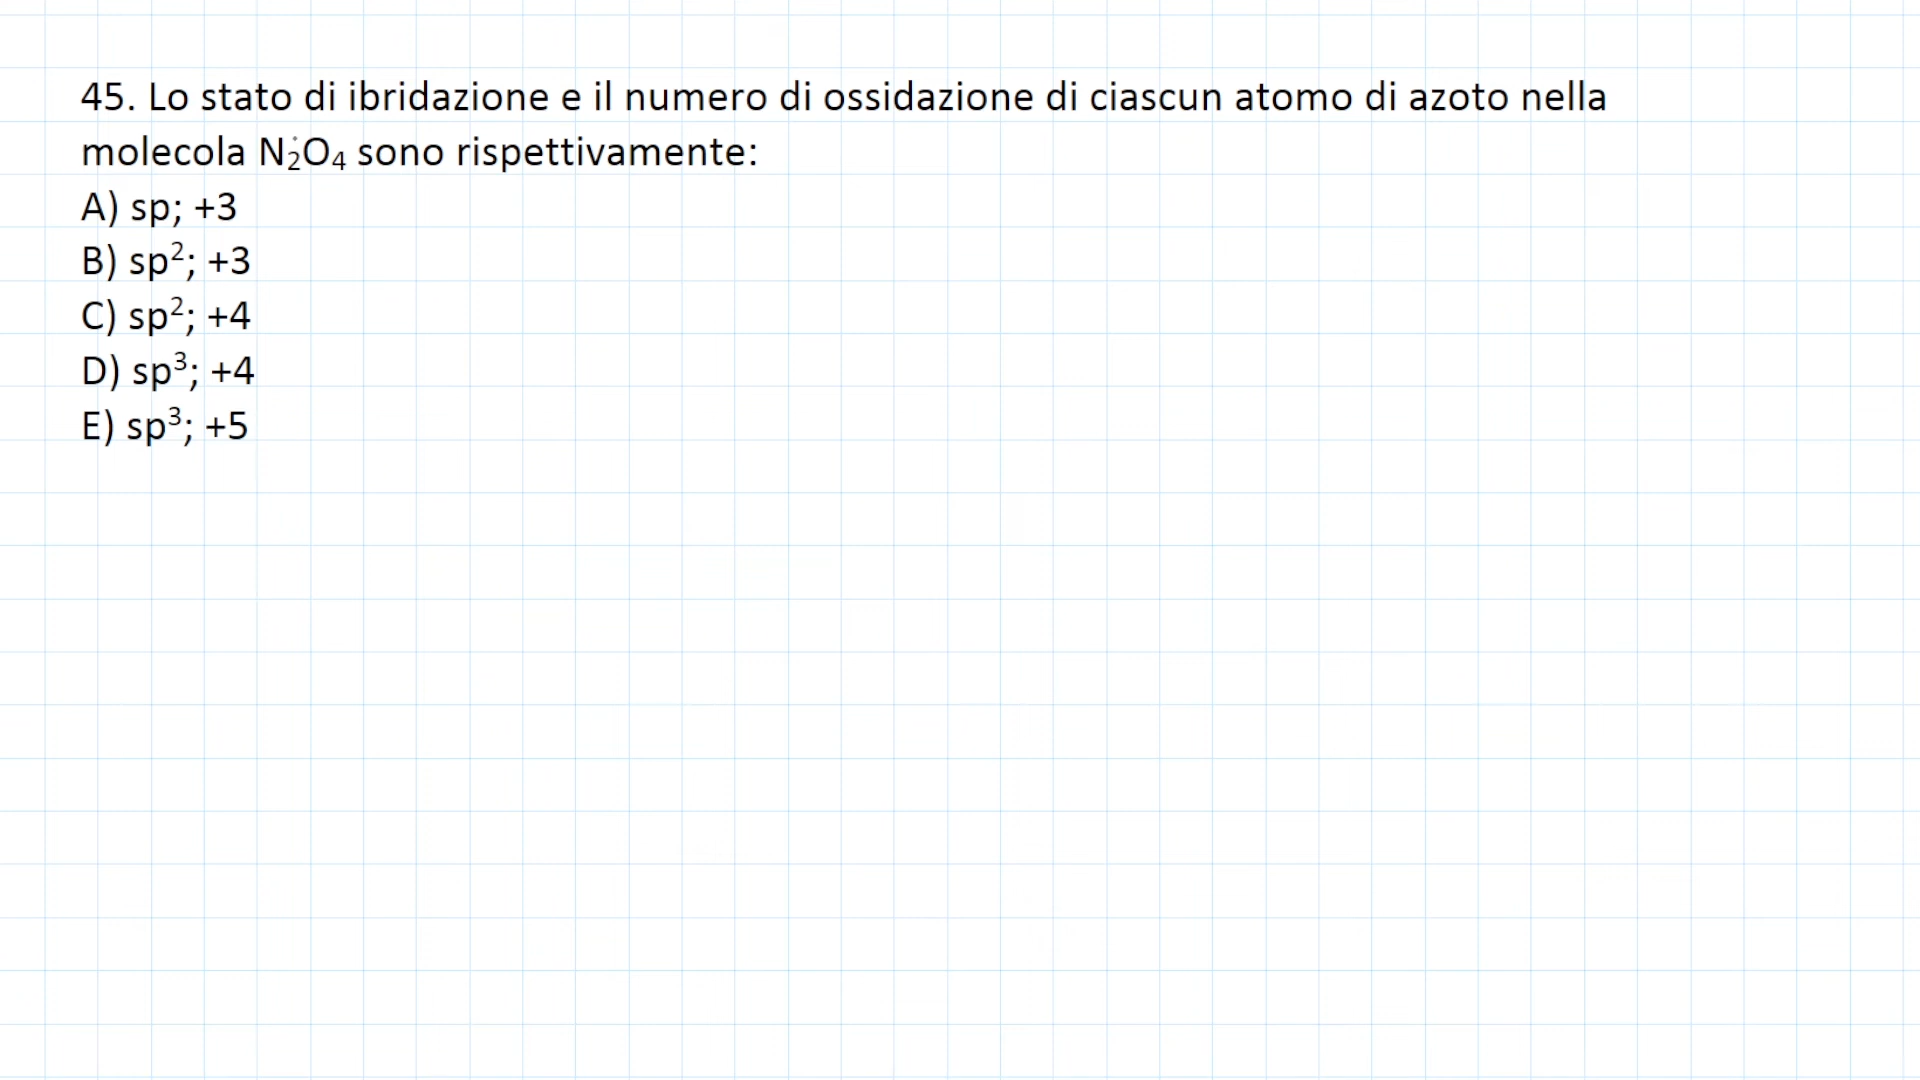 45. Lo stato di ibridazione e il numero di ossidazione di ciascun atomo di azoto nella
molecola N₂O₄ sono rispettivamente:
A) sp; +3
B) sp²; +3
C) sp²; +4
D) sp³; +4
E) sp³; +5